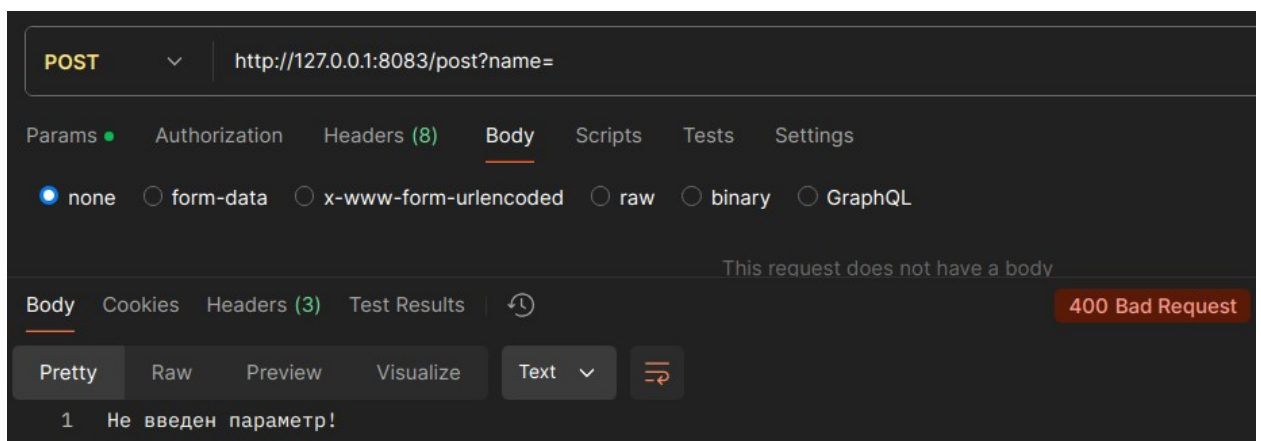 POST http://127.0.0.1:8083/post?name=
Params Authorization Headers (8) Body Scripts Tests Settings
none form-data x-www-form-urlencoded raw binary GraphQL
This request does not have a body
Body Cookies Headers (3) Test Results 400 Bad Request
Pretty Raw Preview Visualize Text
1 Не введен параметр!